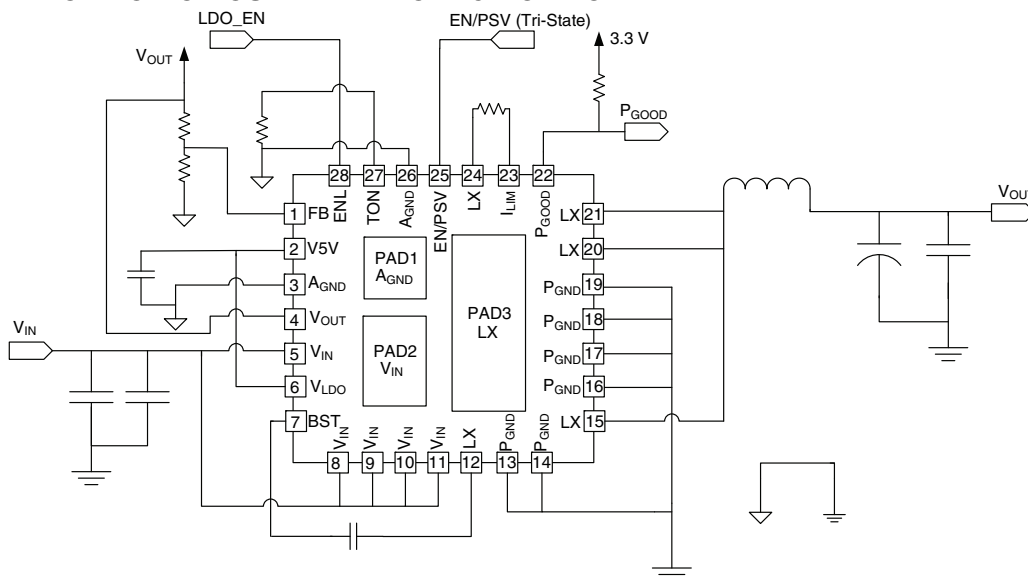 LDO_EN
EN/PSV (Tri-State)
3.3 V
VOUT
PGOOD
28 27 26 25 24 23 22
ENL TON AGND EN/PSV LX ILIM PGOOD
1 FB
2 V5V
3 AGND
4 VOUT
5 VIN
6 VLDO
7 BST
VIN
PAD1
AGND
PAD2
VIN
PAD3
LX
LX 21
LX 20
PGND 19
PGND 18
PGND 17
PGND 16
LX 15
VOUT
VIN VIN VIN VIN LX PGND PGND
8 9 10 11 12 13 14